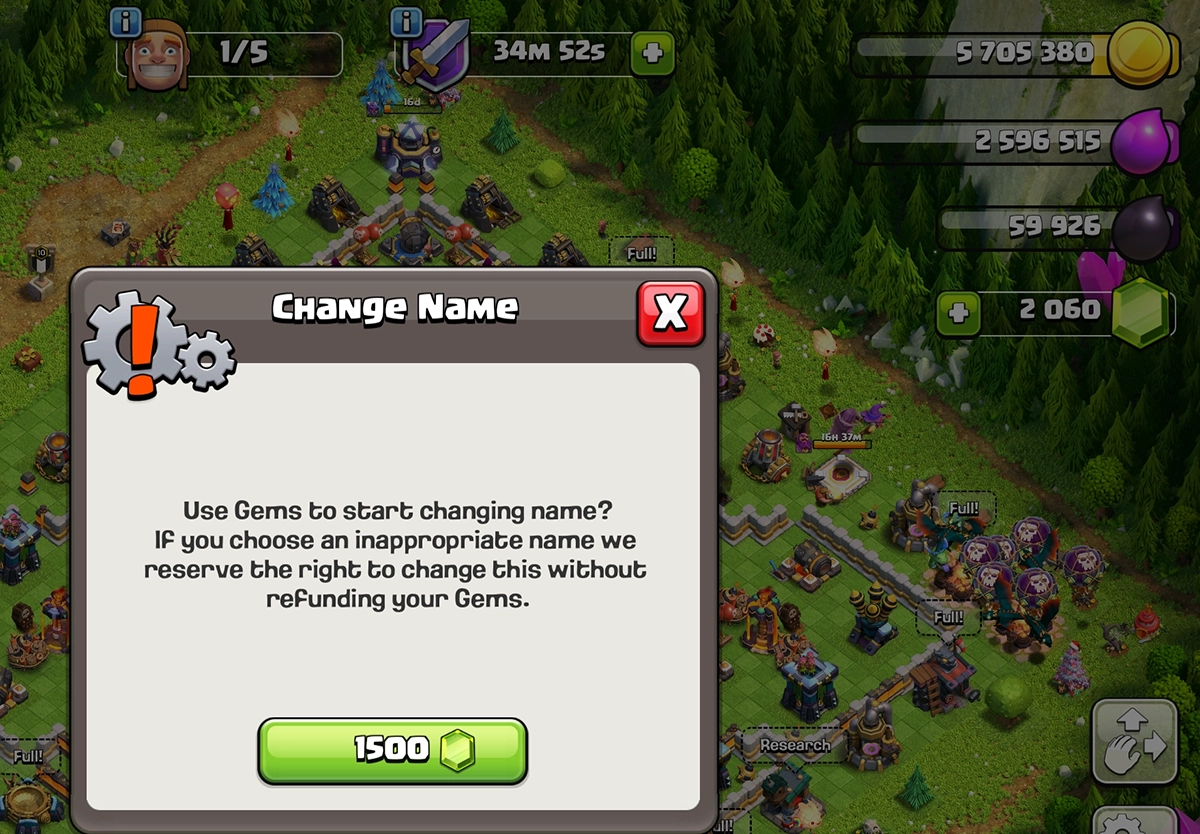 i
1/5
i
34m 52s
5 705 380
16d
2 596 515
59 926
Full!
10
Change Name
X
2 060
16h 37m
Use Gems to start changing name?
If you choose an inappropriate name we
reserve the right to change this without
refunding your Gems.
Full!
Full!
1500
Research
Full!